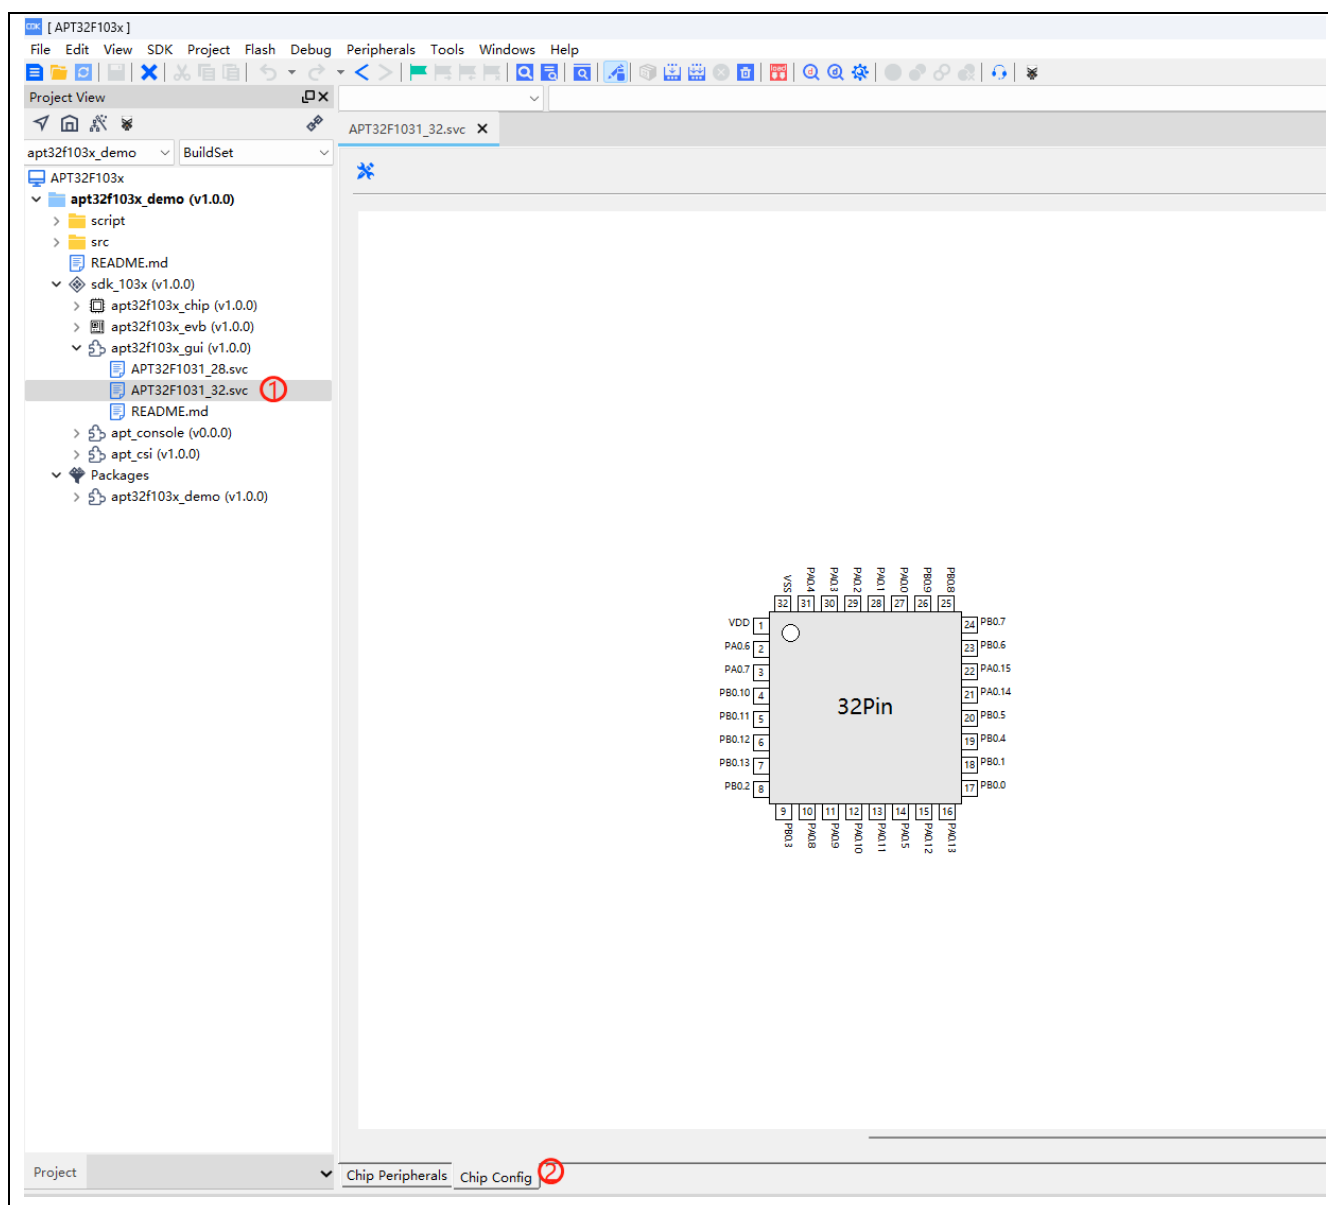 CDK [ APT32F103x ]
File Edit View SDK Project Flash Debug Peripherals Tools Windows Help
Project View
APT32F1031_32.svc
apt32f103x_demo BuildSet
APT32F103x
apt32f103x_demo (v1.0.0)
script
src
README.md
sdk_103x (v1.0.0)
apt32f103x_chip (v1.0.0)
apt32f103x_evb (v1.0.0)
apt32f103x_gui (v1.0.0)
APT32F1031_28.svc
APT32F1031_32.svc ①
README.md
apt_console (v0.0.0)
apt_csi (v1.0.0)
Packages
apt32f103x_demo (v1.0.0)
VSS PA0.4 PA0.3 PA0.2 PA0.1 PA0.0 PB0.9 PB0.8
32 31 30 29 28 27 26 25
VDD 1 24 PB0.7
PA0.6 2 23 PB0.6
PA0.7 3 22 PA0.15
PB0.10 4 21 PA0.14
32Pin
PB0.11 5 20 PB0.5
PB0.12 6 19 PB0.4
PB0.13 7 18 PB0.1
PB0.2 8 17 PB0.0
9 10 11 12 13 14 15 16
PB0.3 PA0.8 PA0.9 PA0.10 PA0.11 PA0.5 PA0.12 PA0.13
Project
Chip Peripherals Chip Config ②